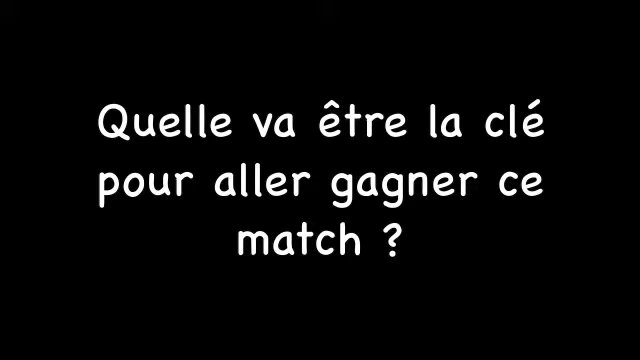 Quelle va être la clé
pour aller gagner ce
match ?